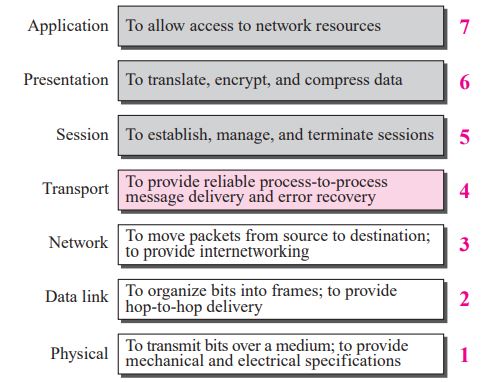 Application To allow access to network resources 7
Presentation To translate, encrypt, and compress data 6
Session To establish, manage, and terminate sessions 5
Transport To provide reliable process-to-process
message delivery and error recovery 4
Network To move packets from source to destination;
to provide internetworking 3
Data link To organize bits into frames; to provide
hop-to-hop delivery 2
Physical To transmit bits over a medium; to provide
mechanical and electrical specifications 1